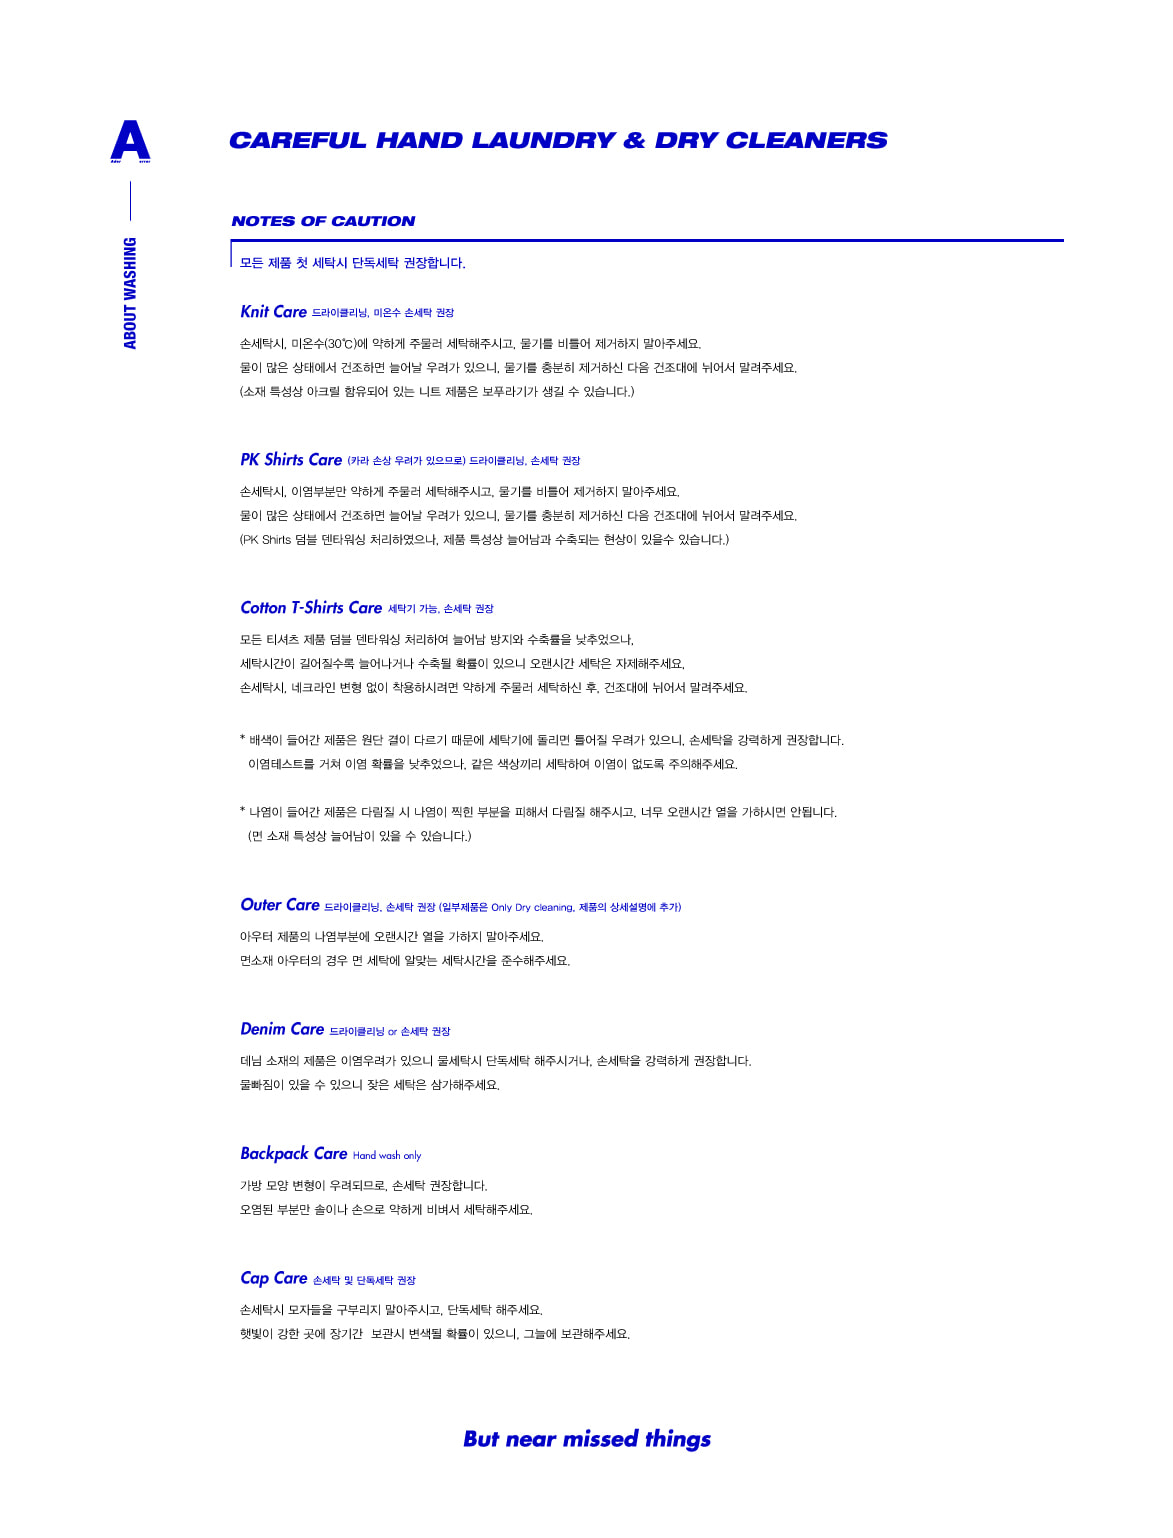 A
CAREFUL HAND LAUNDRY & DRY CLEANERS
ABOUT WASHING
NOTES OF CAUTION
모든 제품 첫 세탁시 단독세탁 권장합니다.
Knit Care 드라이클리닝, 미온수 손세탁 권장
손세탁시, 미온수(30℃)에 약하게 주물러 세탁해주시고, 물기를 비틀어 제거하지 말아주세요.
물이 많은 상태에서 건조하면 늘어날 우려가 있으니, 물기를 충분히 제거하신 다음 건조대에 뉘어서 말려주세요.
(소재 특성상 아크릴 함유되어 있는 니트 제품은 보푸라기가 생길 수 있습니다.)
PK Shirts Care (카라 손상 우려가 있으므로) 드라이클리닝, 손세탁 권장
손세탁시, 이염부분만 약하게 주물러 세탁해주시고, 물기를 비틀어 제거하지 말아주세요.
물이 많은 상태에서 건조하면 늘어날 우려가 있으니, 물기를 충분히 제거하신 다음 건조대에 뉘어서 말려주세요.
(PK Shirts 덤블 덴타워싱 처리하였으나, 제품 특성상 늘어남과 수축되는 현상이 있을수 있습니다.)
Cotton T-Shirts Care 세탁기 가능, 손세탁 권장
모든 티셔츠 제품 덤블 덴타워싱 처리하여 늘어남 방지와 수축률을 낮추었으나,
세탁시간이 길어질수록 늘어나거나 수축될 확률이 있으니 오랜시간 세탁은 자제해주세요.
손세탁시, 네크라인 변형 없이 착용하시려면 약하게 주물러 세탁하신 후, 건조대에 뉘어서 말려주세요.
* 배색이 들어간 제품은 원단 결이 다르기 때문에 세탁기에 돌리면 틀어질 우려가 있으니, 손세탁을 강력하게 권장합니다.
이염테스트를 거쳐 이염 확률을 낮추었으나, 같은 색상끼리 세탁하여 이염이 없도록 주의해주세요.
* 나염이 들어간 제품은 다림질 시 나염이 찍힌 부분을 피해서 다림질 해주시고, 너무 오랜시간 열을 가하시면 안됩니다.
(면 소재 특성상 늘어남이 있을 수 있습니다.)
Outer Care 드라이클리닝, 손세탁 권장 (일부제품은 Only Dry cleaning, 제품의 상세설명에 추가)
아우터 제품의 나염부분에 오랜시간 열을 가하지 말아주세요.
면소재 아우터의 경우 면 세탁에 알맞는 세탁시간을 준수해주세요.
Denim Care 드라이클리닝 or 손세탁 권장
데님 소재의 제품은 이염우려가 있으니 물세탁시 단독세탁 해주시거나, 손세탁을 강력하게 권장합니다.
물빠짐이 있을 수 있으니 잦은 세탁은 삼가해주세요.
Backpack Care Hand wash only
가방 모양 변형이 우려되므로, 손세탁 권장합니다.
오염된 부분만 솔이나 손으로 약하게 비벼서 세탁해주세요.
Cap Care 손세탁 및 단독세탁 권장
손세탁시 모자들을 구부리지 말아주시고, 단독세탁 해주세요.
햇빛이 강한 곳에 장기간 보관시 변색될 확률이 있으니, 그늘에 보관해주세요.
But near missed things